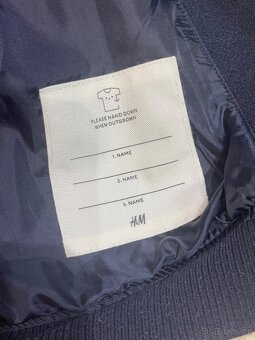 PLEASE HAND DOWN
WHEN OUTGROWN
1. NAME
2. NAME
3. NAME
H&M